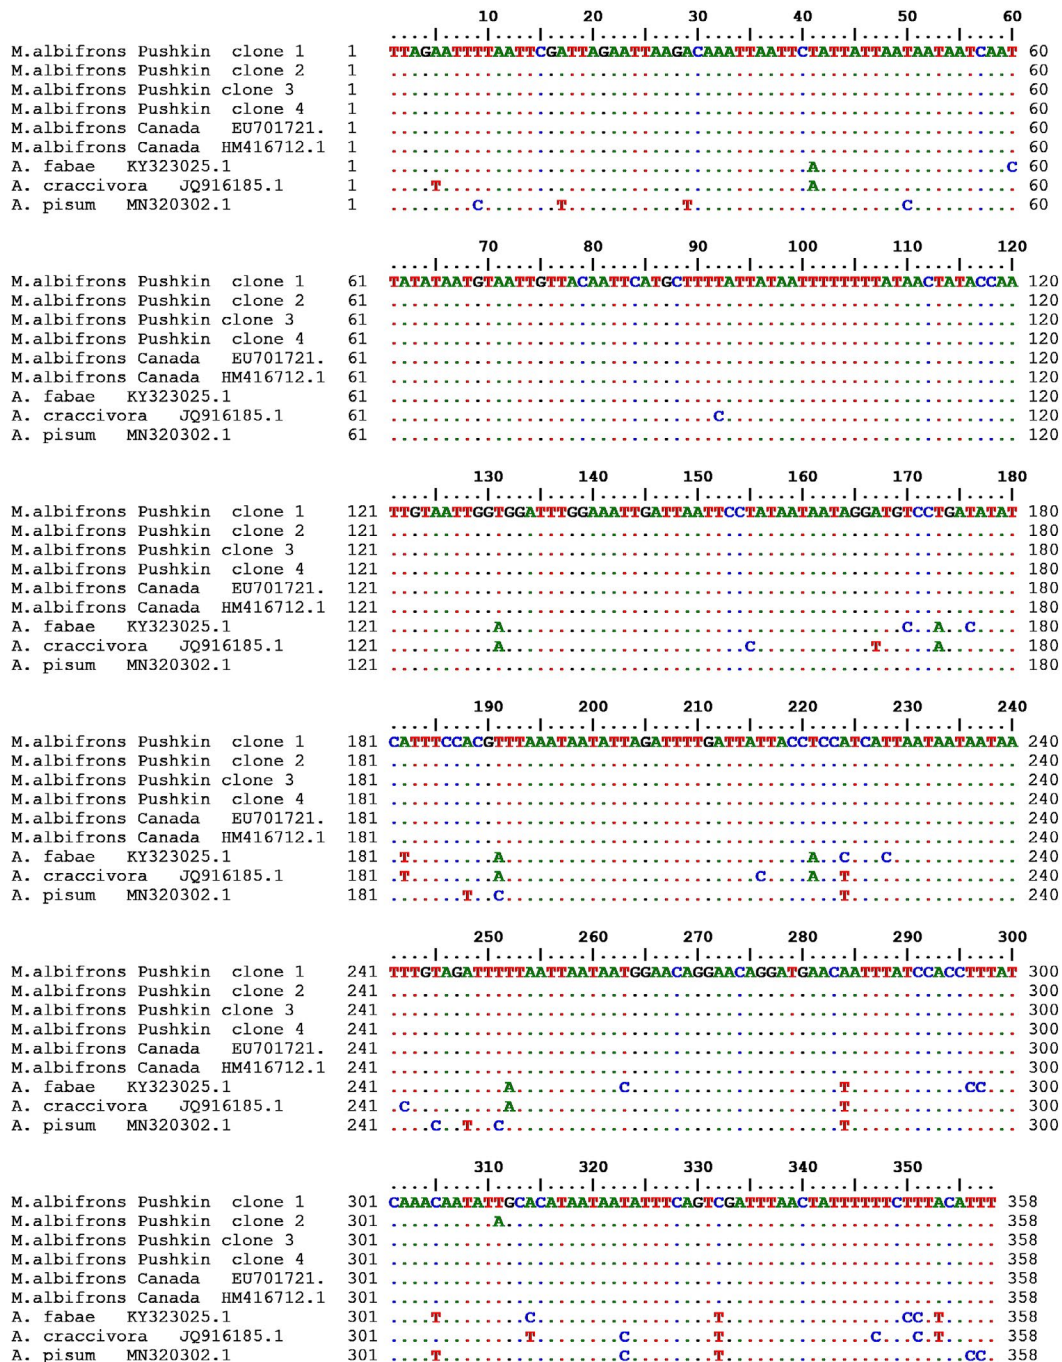 10 20 30 40 50 60
....|....|....|....|....|....|....|....|....|....|....|....|
M.albifrons Pushkin clone 1 1 TTAGAATTTTAATTCGATTAGAATTAAGACAAATTAATTCTATTATTAATAATAATCAAT 60
M.albifrons Pushkin clone 2 1 ............................................................ 60
M.albifrons Pushkin clone 3 1 ............................................................ 60
M.albifrons Pushkin clone 4 1 ............................................................ 60
M.albifrons Canada EU701721. 1 ............................................................ 60
M.albifrons Canada HM416712.1 1 ............................................................ 60
A. fabae KY323025.1 1 ........................................A..................C 60
A. craccivora JQ916185.1 1 ....T...................................A................... 60
A. pisum MN320302.1 1 ........C.......T...........T....................C.......... 60
70 80 90 100 110 120
....|....|....|....|....|....|....|....|....|....|....|....|
M.albifrons Pushkin clone 1 61 TATATAATGTAATTGTTACAATTCATGCTTTTATTATAATTTTTTTTATAACTATACCAA 120
M.albifrons Pushkin clone 2 61 ............................................................ 120
M.albifrons Pushkin clone 3 61 ............................................................ 120
M.albifrons Pushkin clone 4 61 ............................................................ 120
M.albifrons Canada EU701721. 61 ............................................................ 120
M.albifrons Canada HM416712.1 61 ............................................................ 120
A. fabae KY323025.1 61 ............................................................ 120
A. craccivora JQ916185.1 61 ...............................C............................ 120
A. pisum MN320302.1 61 ............................................................ 120
130 140 150 160 170 180
....|....|....|....|....|....|....|....|....|....|....|....|
M.albifrons Pushkin clone 1 121 TTGTAATTGGTGGATTTGGAAATTGATTAATTCCTATAATAATAGGATGTCCTGATATAT 180
M.albifrons Pushkin clone 2 121 ............................................................ 180
M.albifrons Pushkin clone 3 121 ............................................................ 180
M.albifrons Pushkin clone 4 121 ............................................................ 180
M.albifrons Canada EU701721. 121 ............................................................ 180
M.albifrons Canada HM416712.1 121 ............................................................ 180
A. fabae KY323025.1 121 ..........A......................................C..A..C.... 180
A. craccivora JQ916185.1 121 ..........A.......................C...........T.....A....... 180
A. pisum MN320302.1 121 ............................................................ 180
190 200 210 220 230 240
....|....|....|....|....|....|....|....|....|....|....|....|
M.albifrons Pushkin clone 1 181 CATTTCCACGTTTAAATAATATTAGATTTTGATTATTACCTCCATCATTAATAATAATAA 240
M.albifrons Pushkin clone 2 181 ............................................................ 240
M.albifrons Pushkin clone 3 181 ............................................................ 240
M.albifrons Pushkin clone 4 181 ............................................................ 240
M.albifrons Canada EU701721. 181 ............................................................ 240
M.albifrons Canada HM416712.1 181 ............................................................ 240
A. fabae KY323025.1 181 .T........A.............................A..C...C............ 240
A. craccivora JQ916185.1 181 .T........A........................C....A..T................ 240
A. pisum MN320302.1 181 .......T..C................................T................ 240
250 260 270 280 290 300
....|....|....|....|....|....|....|....|....|....|....|....|
M.albifrons Pushkin clone 1 241 TTTGTAGATTTTTAATTAATAATGGAACAGGAACAGGATGAACAATTTATCCACCTTTAT 300
M.albifrons Pushkin clone 2 241 ............................................................ 300
M.albifrons Pushkin clone 3 241 ............................................................ 300
M.albifrons Pushkin clone 4 241 ............................................................ 300
M.albifrons Canada EU701721. 241 ............................................................ 300
M.albifrons Canada HM416712.1 241 ............................................................ 300
A. fabae KY323025.1 241 ...........A..........C....................T...........CC... 300
A. craccivora JQ916185.1 241 .C.........A...............................T................ 300
A. pisum MN320302.1 241 ....C..T..C................................T................ 300
310 320 330 340 350
....|....|....|....|....|....|....|....|....|....|....|...
M.albifrons Pushkin clone 1 301 CAAACAATATTGCACATAATAATATTTCAGTCGATTTAACTATTTTTTCTTTACATTT 358
M.albifrons Pushkin clone 2 301 ..........A............................................... 358
M.albifrons Pushkin clone 3 301 .......................................................... 358
M.albifrons Pushkin clone 4 301 .......................................................... 358
M.albifrons Canada EU701721. 301 .......................................................... 358
M.albifrons Canada HM416712.1 301 .......................................................... 358
A. fabae KY323025.1 301 ....T........C.................T.................CC.T..... 358
A. craccivora JQ916185.1 301 .............T........C........T..............C...C.T..... 358
A. pisum MN320302.1 301 ....T.................C........T.......................CC. 358